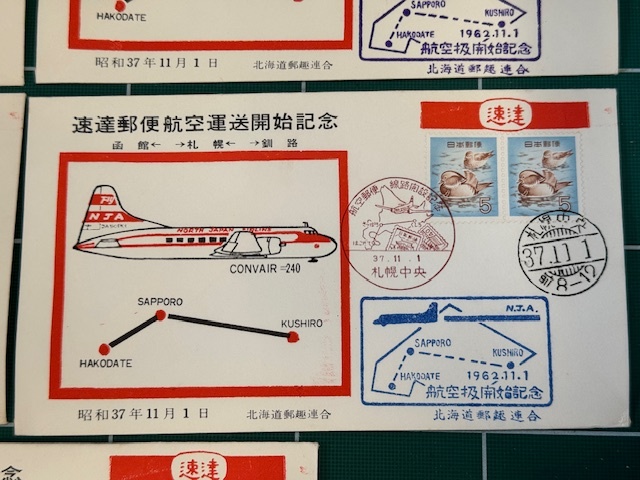 SAPPORO
KUSHIRO
HAKODATE
HAKODATE
1962.11.1
航空扱開始記念
昭和37年11月1日
北海道郵趣連合
北海道郵趣連合
速達郵便航空運送開始記念
函館← →札幌← →釧路
速達
日本郵便
日本郵便
5
5
NJA
NORTH JAPAN AIRLINES
CONVAIR=240
SAPPORO
KUSHIRO
HAKODATE
航空郵便
37.11.1
札幌中央
札幌中央
37.11.1
8-12
N.J.A.
SAPPORO
KUSHIRO
HAKODATE
1962.11.1
航空扱開始記念
北海道郵趣連合
昭和37年11月1日
北海道郵趣連合
念
速達